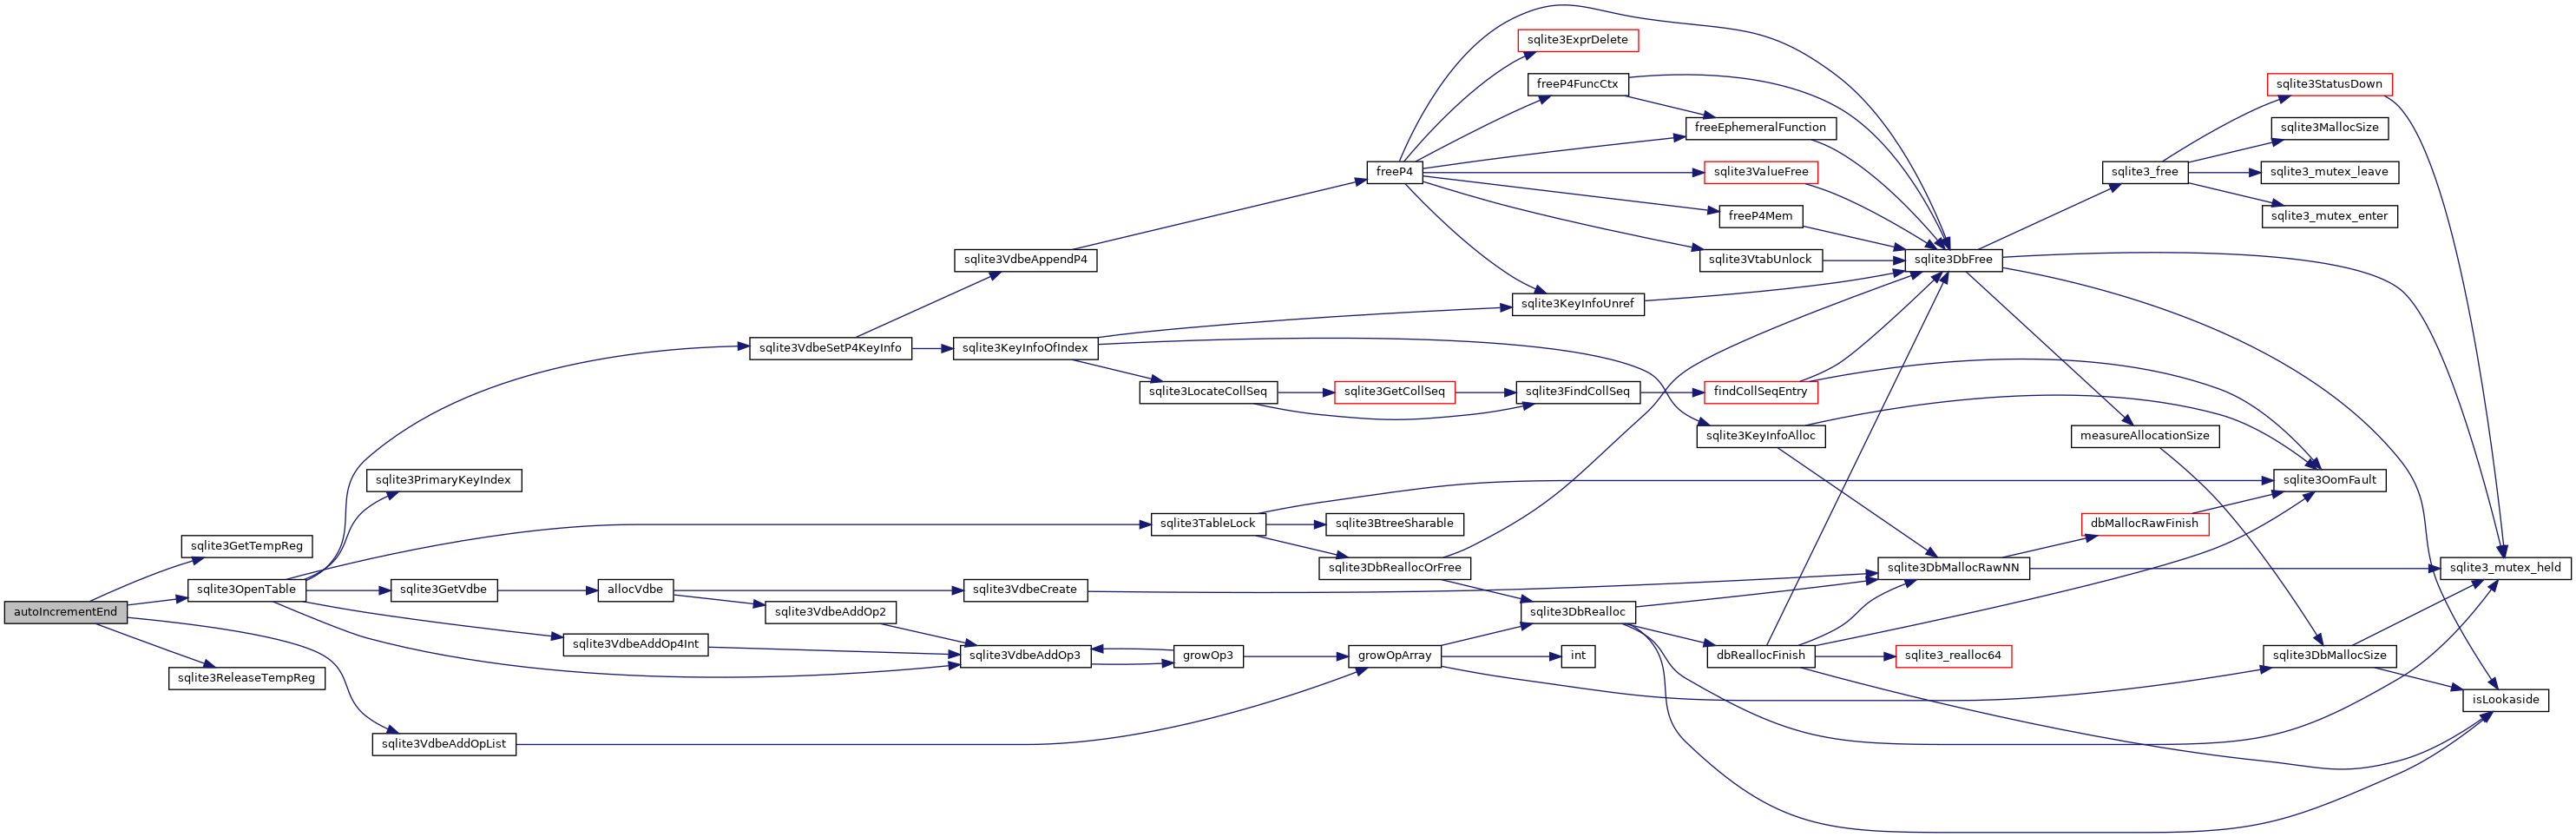 sqlite3ExprDelete
freeP4FuncCtx
sqlite3StatusDown
freeEphemeralFunction
sqlite3MallocSize
freeP4
sqlite3ValueFree
sqlite3_free
sqlite3_mutex_leave
freeP4Mem
sqlite3_mutex_enter
sqlite3VdbeAppendP4
sqlite3VtabUnlock
sqlite3DbFree
sqlite3KeyInfoUnref
sqlite3VdbeSetP4KeyInfo
sqlite3KeyInfoOfIndex
sqlite3LocateCollSeq
sqlite3GetCollSeq
sqlite3FindCollSeq
findCollSeqEntry
sqlite3KeyInfoAlloc
measureAllocationSize
sqlite3PrimaryKeyIndex
sqlite3OomFault
sqlite3TableLock
sqlite3BtreeSharable
dbMallocRawFinish
sqlite3GetTempReg
sqlite3DbReallocOrFree
sqlite3DbMallocRawNN
sqlite3_mutex_held
sqlite3OpenTable
sqlite3GetVdbe
allocVdbe
sqlite3VdbeCreate
autoIncrementEnd
sqlite3VdbeAddOp2
sqlite3DbRealloc
sqlite3VdbeAddOp4Int
sqlite3VdbeAddOp3
growOp3
growOpArray
int
dbReallocFinish
sqlite3_realloc64
sqlite3DbMallocSize
sqlite3ReleaseTempReg
isLookaside
sqlite3VdbeAddOpList